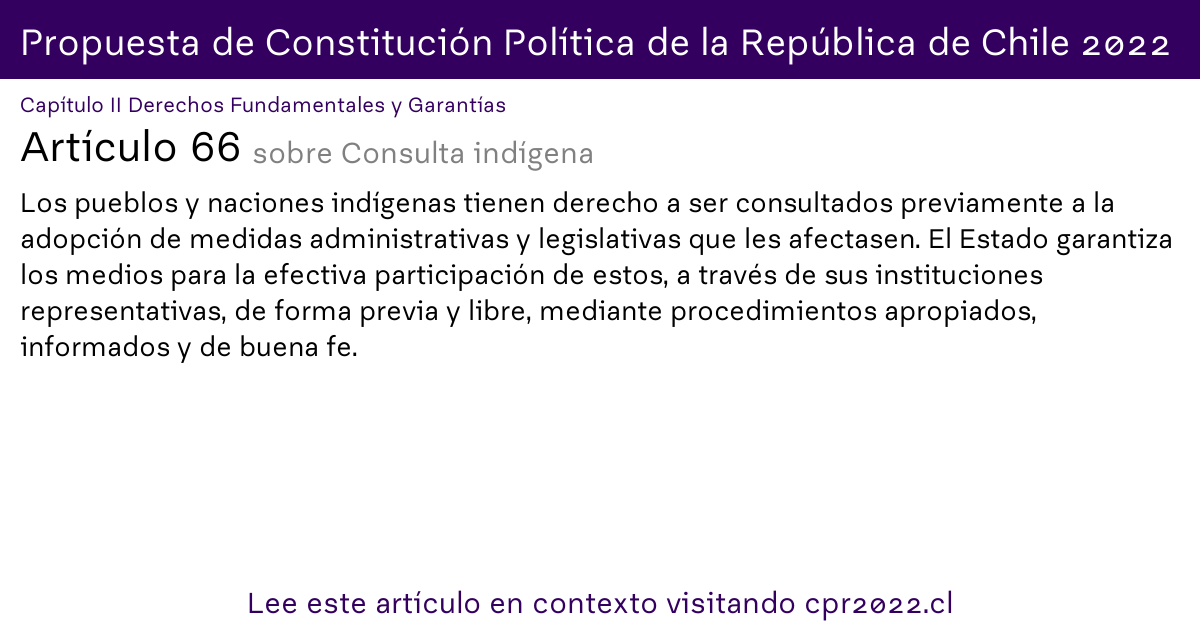 Propuesta de Constitución Política de la República de Chile 2022
Capítulo II Derechos Fundamentales y Garantías
Artículo 66 sobre Consulta indígena
Los pueblos y naciones indígenas tienen derecho a ser consultados previamente a la
adopción de medidas administrativas y legislativas que les afectasen. El Estado garantiza
los medios para la efectiva participación de estos, a través de sus instituciones
representativas, de forma previa y libre, mediante procedimientos apropiados,
informados y de buena fe.
Lee este artículo en contexto visitando cpr2022.cl